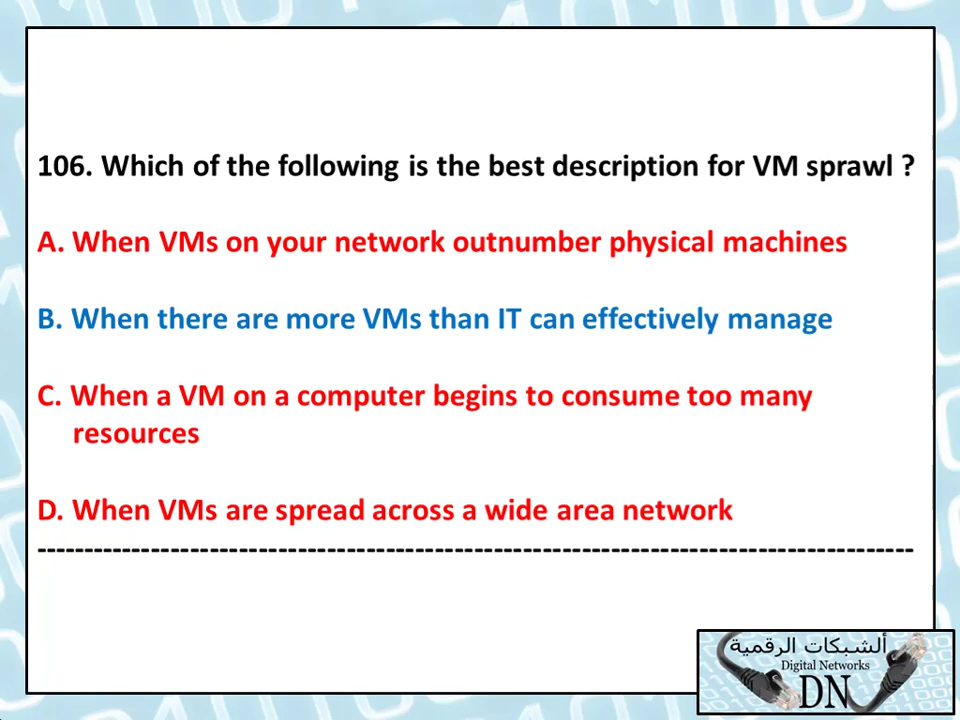 106. Which of the following is the best description for VM sprawl ?
A. When VMs on your network outnumber physical machines
B. When there are more VMs than IT can effectively manage
C. When a VM on a computer begins to consume too many
resources
D. When VMs are spread across a wide area network
--------------------------------------------------------------------------------------------
ألشبكات الرقمية
Digital Networks
DN